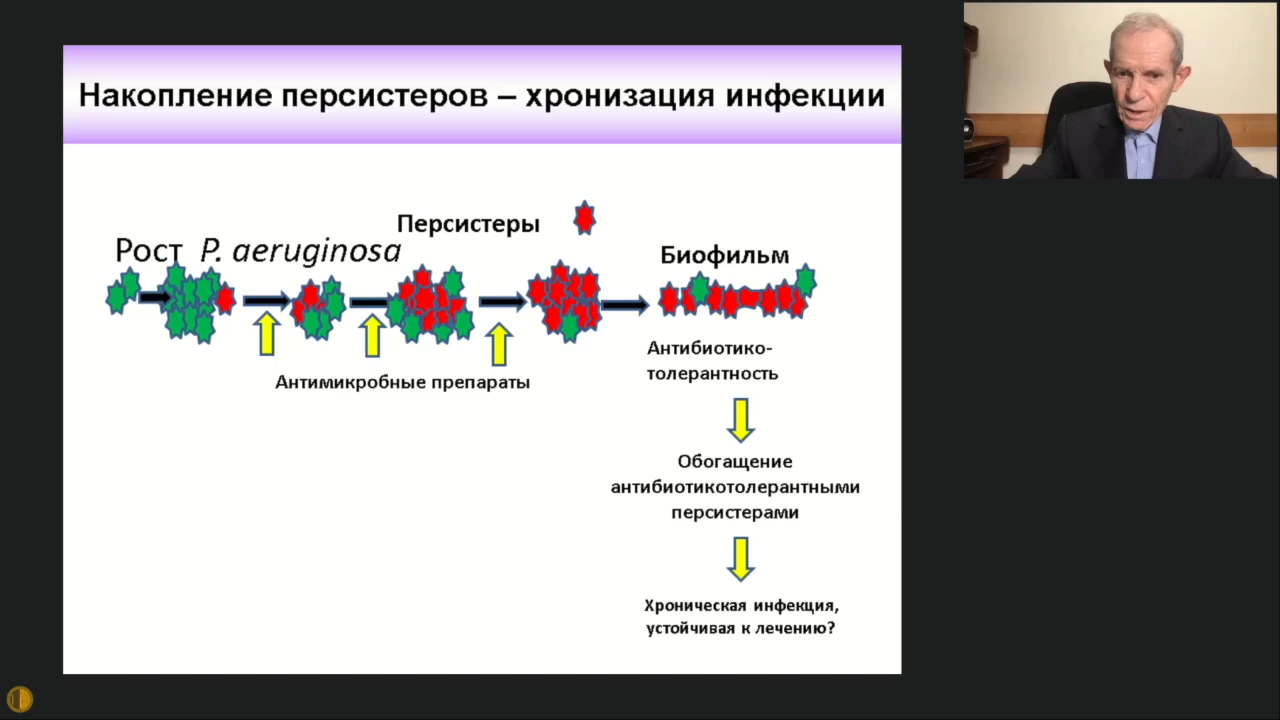 Накопление персистеров – хронизация инфекции
Персистеры
Рост P. aeruginosa
Биофильм
Антибиотико-
толерантность
Антимикробные препараты
Обогащение
антибиотикотолерантными
персистерами
Хроническая инфекция,
устойчивая к лечению?